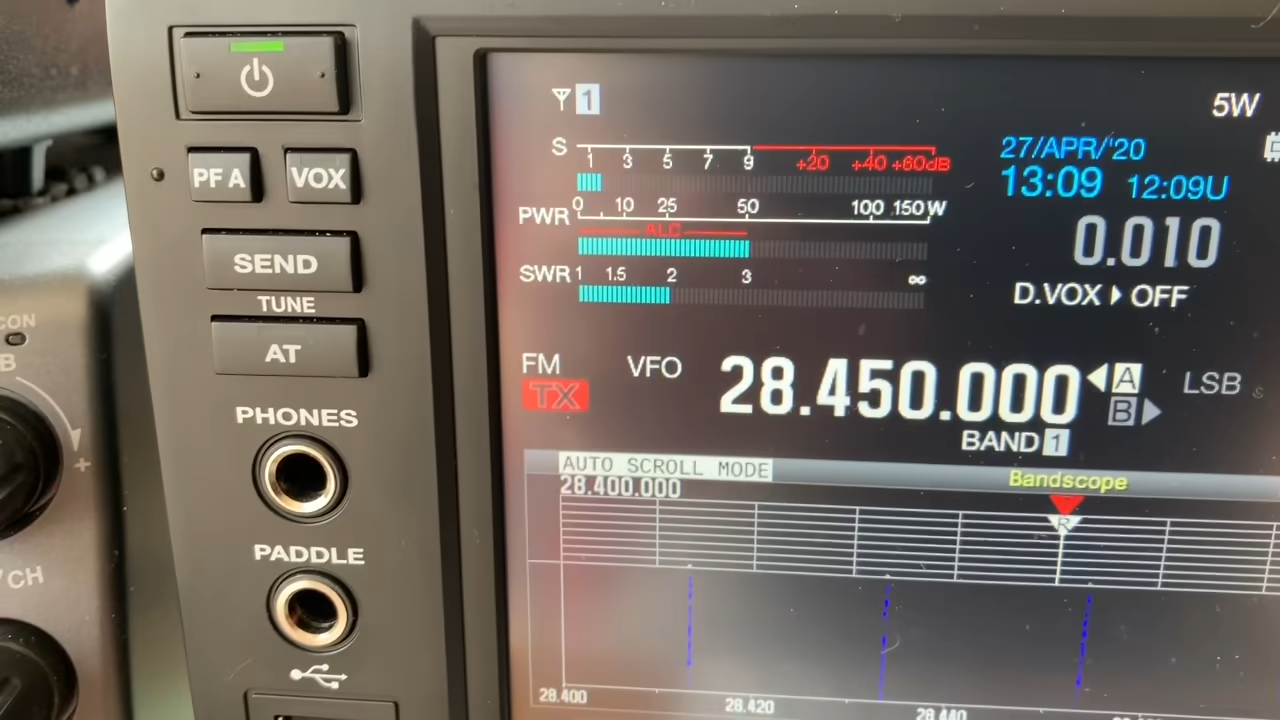 PF A
VOX
SEND
TUNE
AT
PHONES
PADDLE
CON
B
+
/CH
1
5W
S 1 3 5 7 9 +20 +40 +60dB
27/APR/'20
13:09 12:09U
PWR 0 10 25 50 100 150W
ALC
0.010
SWR 1 1.5 2 3 ∞
D.VOX OFF
FM VFO 28.450.000 A LSB
TX B
BAND 1
AUTO SCROLL MODE
Bandscope
28.400.000
R
28.400 28.420 28.440